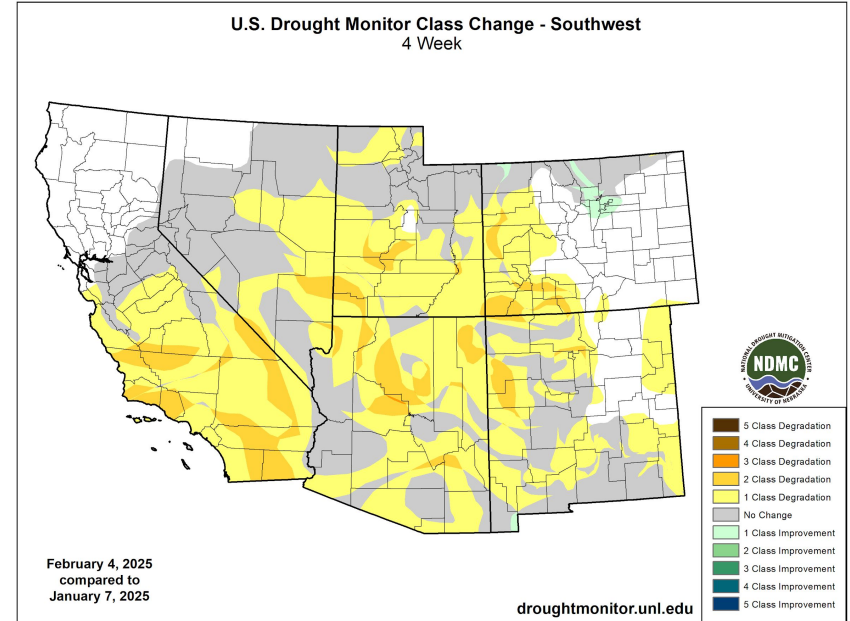 U.S. Drought Monitor Class Change - Southwest
4 Week
NATIONAL DROUGHT MITIGATION CENTER
NDMC
UNIVERSITY OF NEBRASKA
5 Class Degradation
4 Class Degradation
3 Class Degradation
2 Class Degradation
1 Class Degradation
No Change
1 Class Improvement
2 Class Improvement
3 Class Improvement
4 Class Improvement
5 Class Improvement
February 4, 2025
compared to
January 7, 2025
droughtmonitor.unl.edu